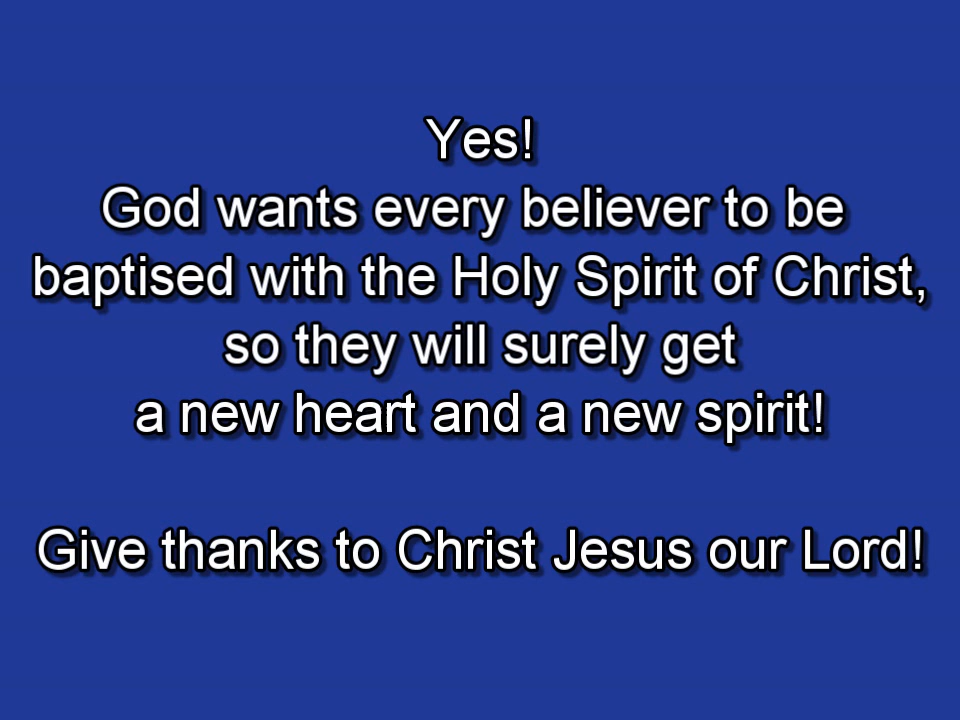 Yes!
God wants every believer to be
baptised with the Holy Spirit of Christ,
so they will surely get
a new heart and a new spirit!
Give thanks to Christ Jesus our Lord!